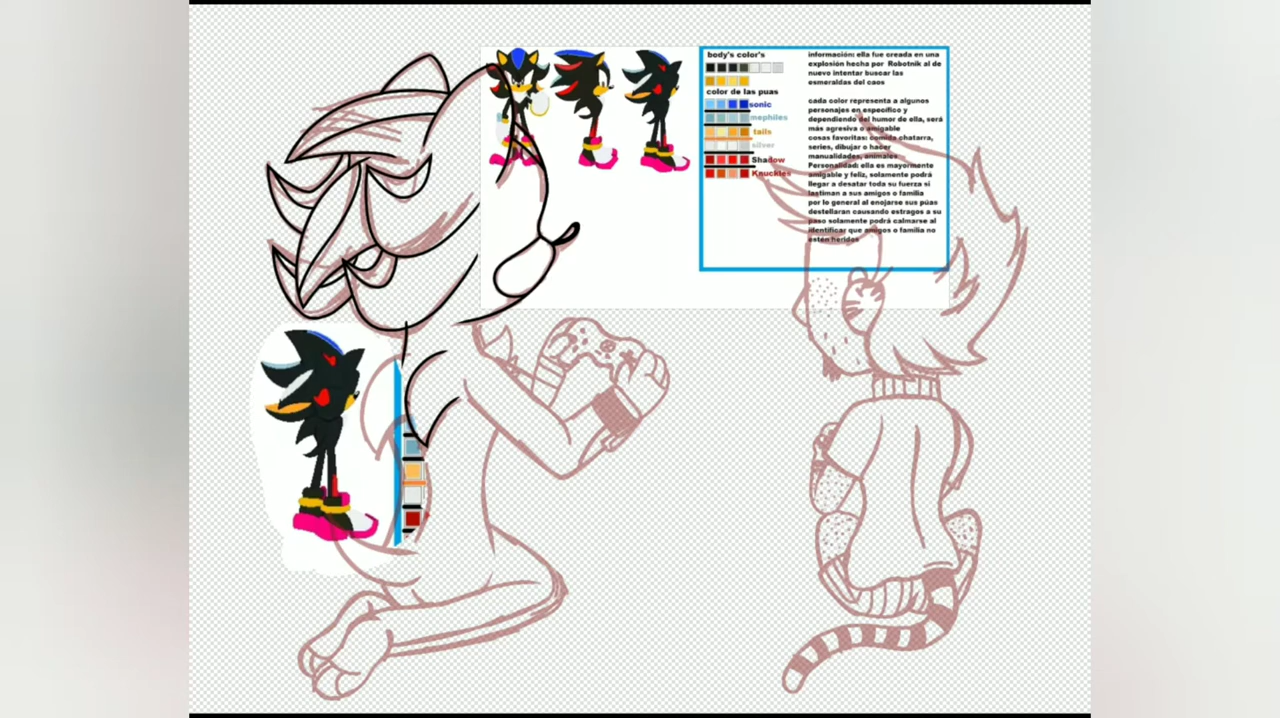 body's color's
color de las puas
sonic
mephiles
tails
silver
Shadow
Knuckles
información: ella fue creada en una
explosión hecha por Robotnik al de
nuevo intentar buscar las
esmeraldas del caos
cada color representa a algunos
personajes en específico y
dependiendo del humor de ella, será
más agresiva o amigable
cosas favoritas: comida chatarra,
series, dibujar o hacer
manualidades, animales
Personalidad: ella es mayormente
amigable y feliz, solamente podrá
llegar a desatar toda su fuerza si
lastiman a sus amigos o familia
por lo general al enojarse sus púas
destellaran causando estragos a su
paso solamente podrá calmarse al
identificar que amigos o familia no
estén heridos